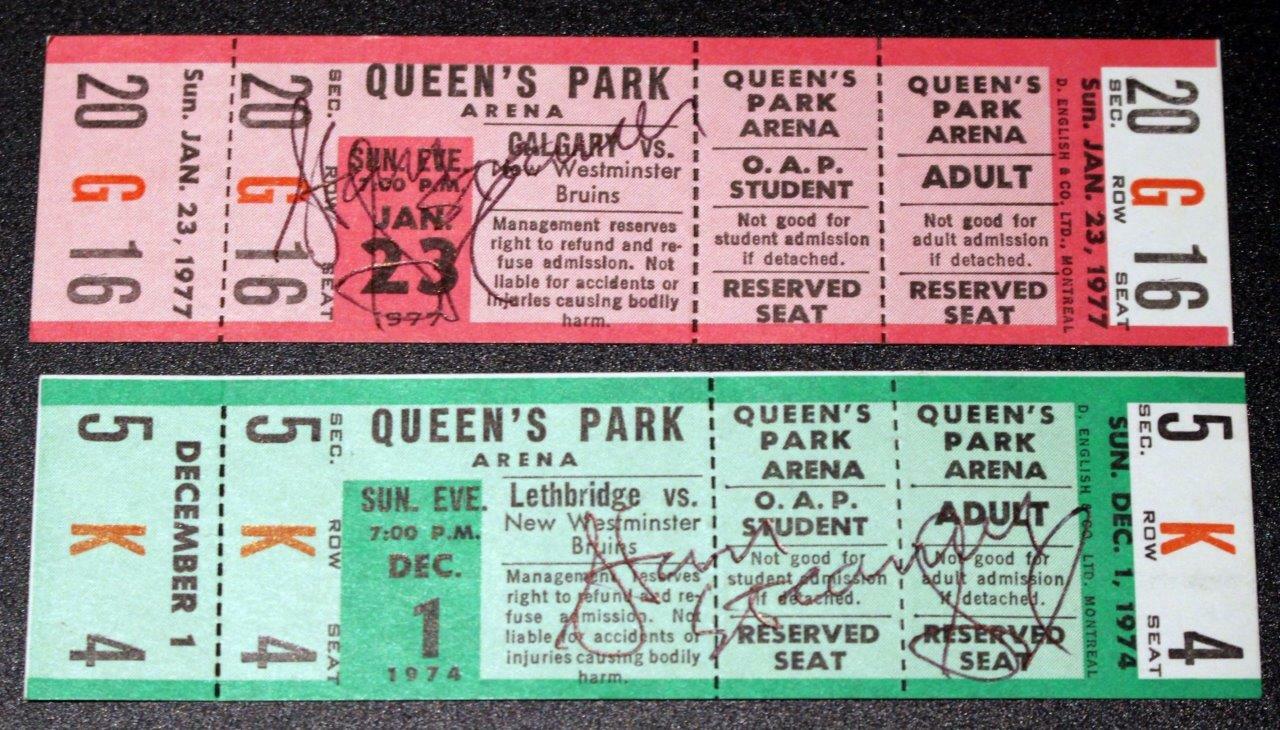 20 G 16
Sun. JAN. 23, 1977
20 G 16
SEC. ROW SEAT
QUEEN'S PARK
ARENA
SUN. EVE.
7:00 P.M.
JAN.
23
1977
CALGARY vs.
New Westminster
Bruins
Management reserves
right to refund and re-
fuse admission. Not
liable for accidents or
injuries causing bodily
harm.
QUEEN'S
PARK
ARENA
O.A.P.
STUDENT
Not good for
student admission
if detached.
RESERVED
SEAT
QUEEN'S
PARK
ARENA
ADULT
Not good for
adult admission
if detached.
RESERVED
SEAT
D. ENGLISH & CO. LTD., MONTREAL
Sun. JAN. 23, 1977
SEC. ROW SEAT
20 G 16
5 K 4
DECEMBER 1
5 K 4
SEC. ROW SEAT
QUEEN'S PARK
ARENA
SUN. EVE.
7:00 P.M.
DEC.
1
1974
Lethbridge vs.
New Westminster
Bruins
Management reserves
right to refund and re-
fuse admission. Not
liable for accidents or
injuries causing bodily
harm.
QUEEN'S
PARK
ARENA
O.A.P.
STUDENT
Not good for
student admission
if detached.
RESERVED
SEAT
QUEEN'S
PARK
ARENA
ADULT
Not good for
adult admission
if detached.
RESERVED
SEAT
D. ENGLISH & CO. LTD. MONTREAL
SUN. DEC. 1, 1974
SEC. ROW SEAT
5 K 4